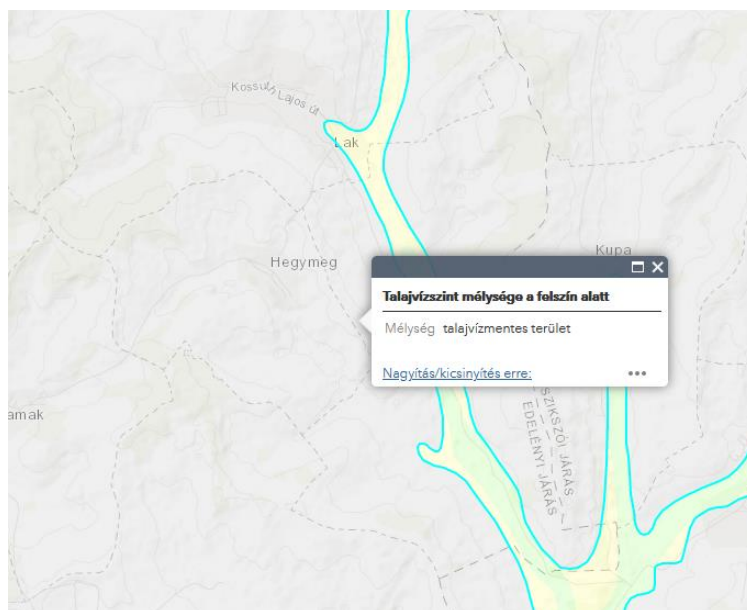 Kossuth Lajos út
Lak
Hegymeg
Kupa
Talajvízszint mélysége a felszín alatt
Mélység talajvízmentes terület
Nagyítás/kicsinyítés erre:
•••
amak
SZIKSZÓI JÁRÁS
EDELÉNYI JÁRÁS